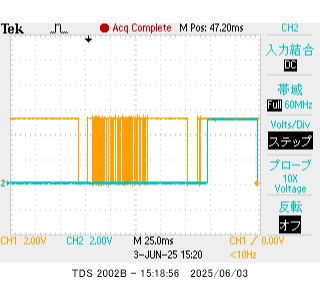 Tek Acq Complete M Pos: 47.20ms CH2
入力結合
DC
帯域
Full 60MHz
Volts/Div
ステップ
プローブ
10X
Voltage
反転
オフ
2
CH1 2.00V CH2 2.00V M 25.0ms CH1 / 0.00V
3-JUN-25 15:20 <10Hz
TDS 2002B - 15:18:56 2025/06/03